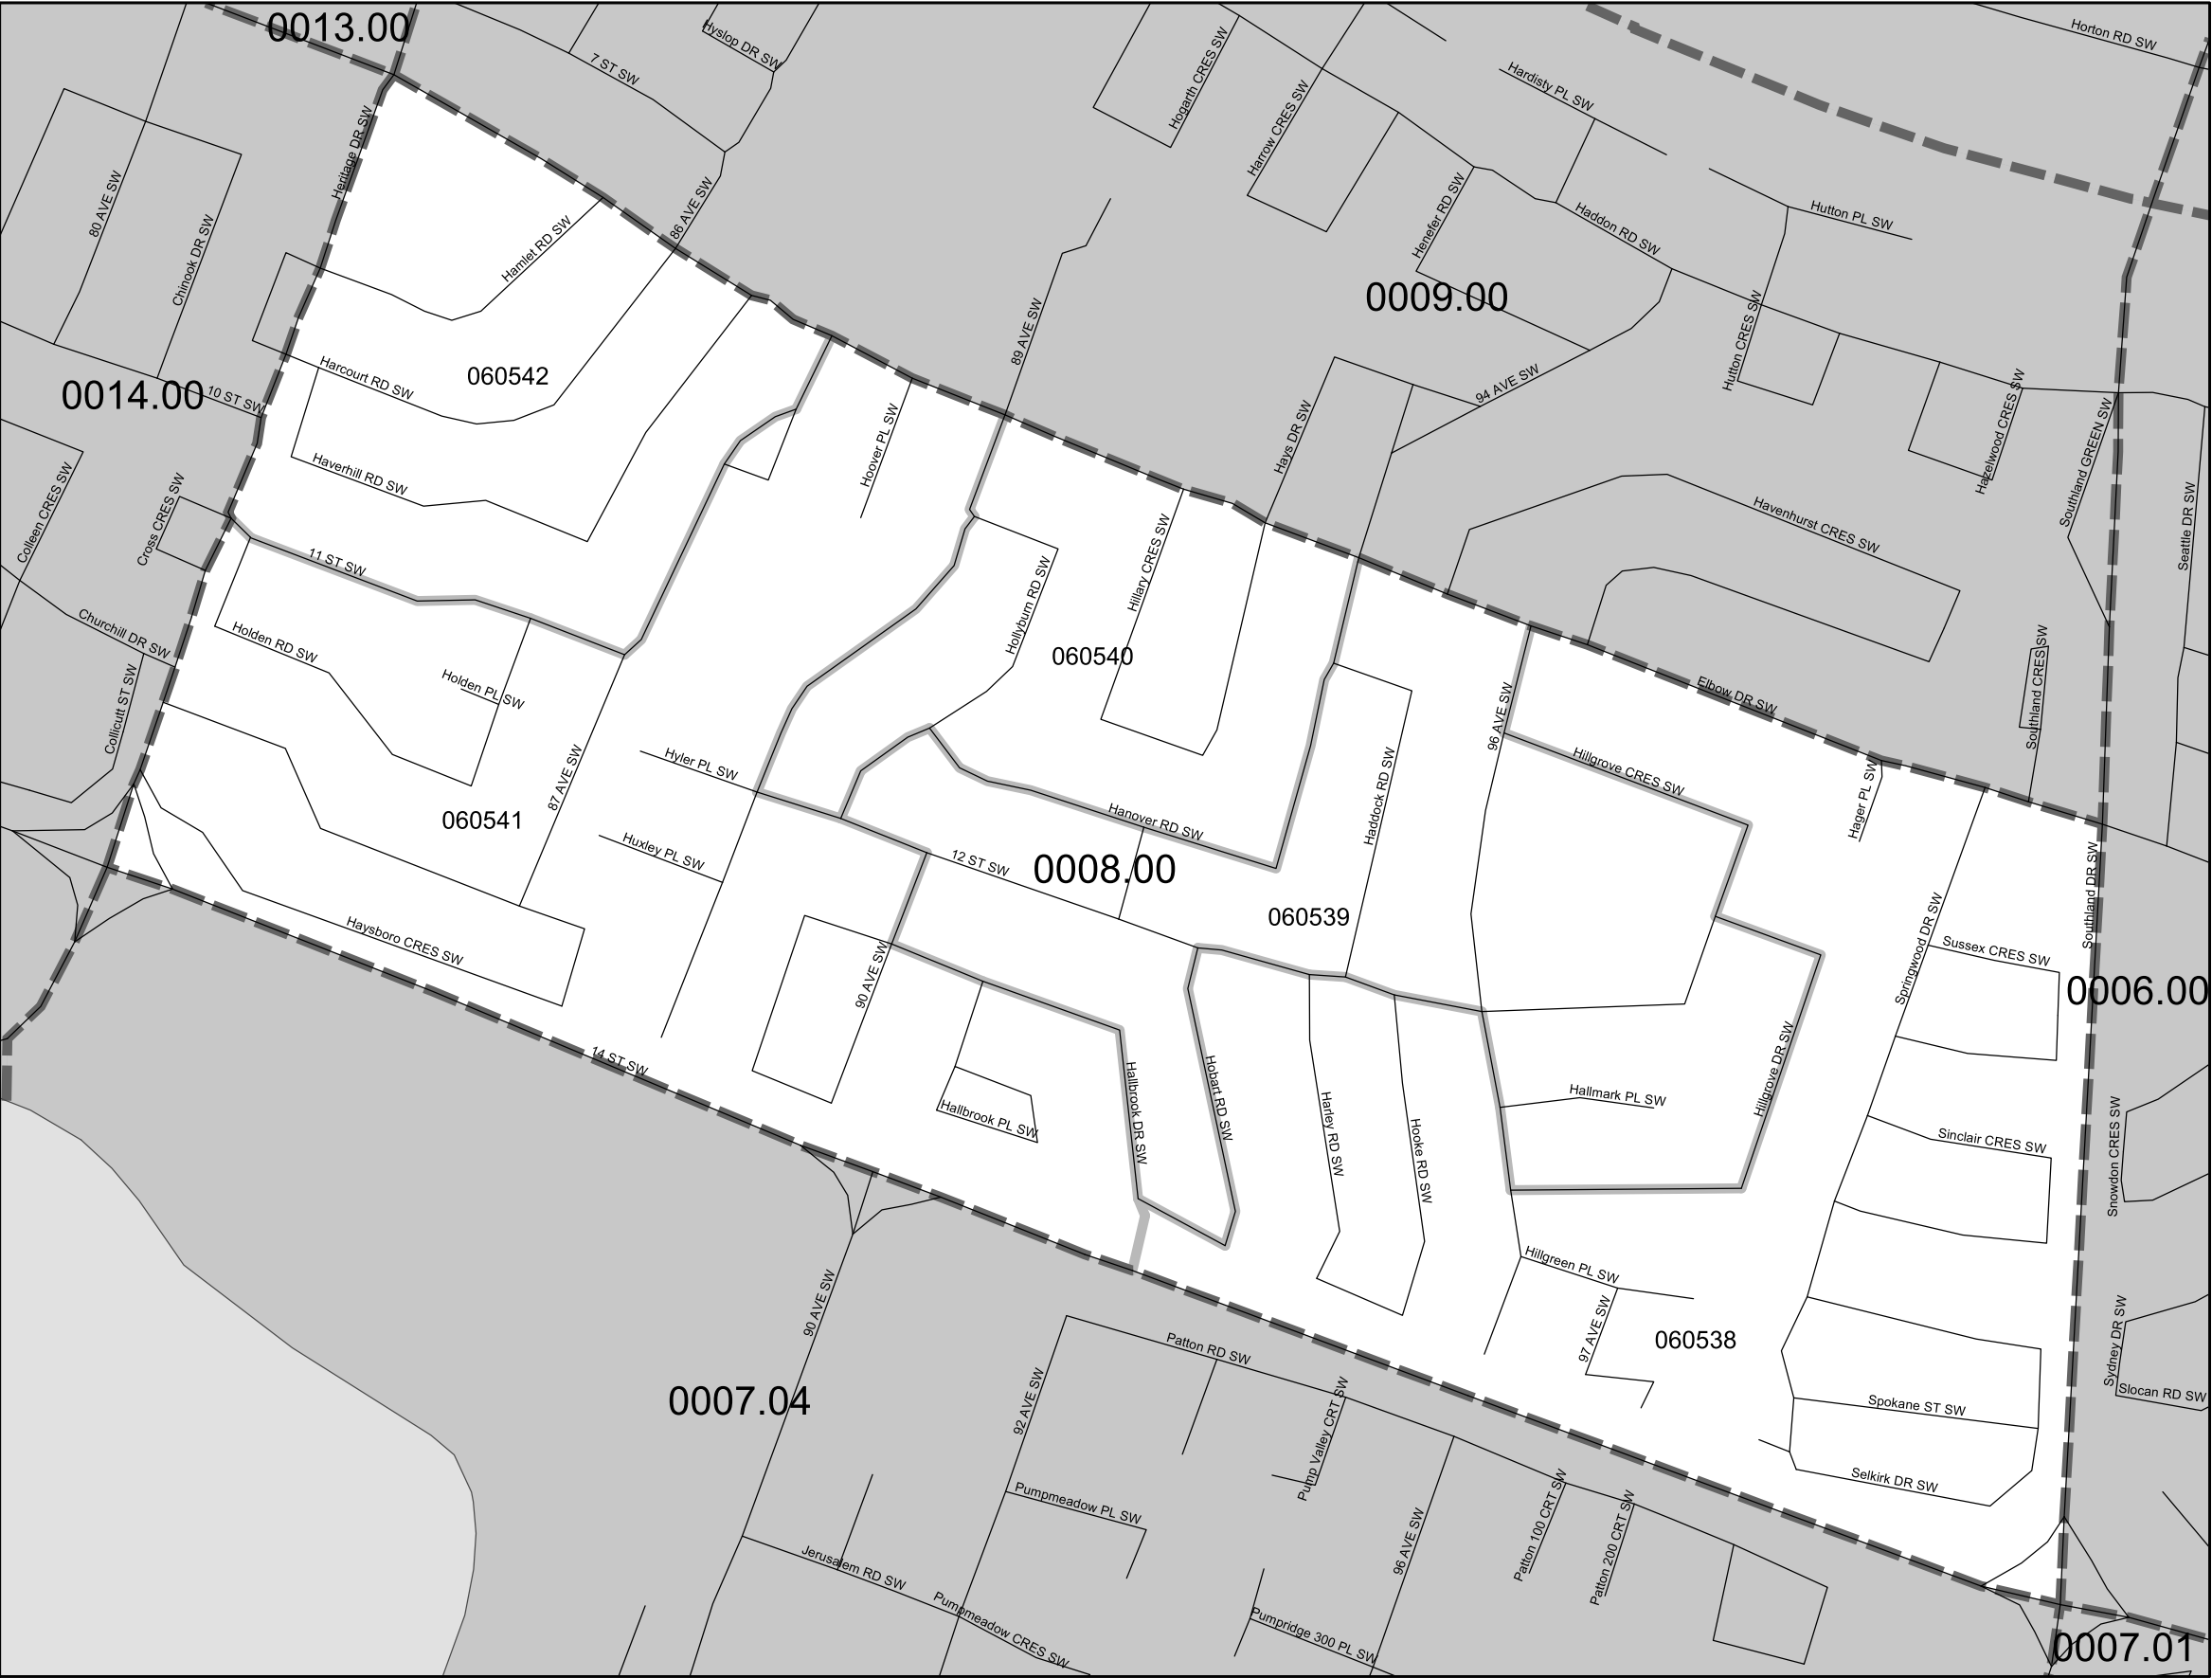 0013.00
7 ST SW
Hyslop DR SW
Hogarth CRES SW
Harrow CRES SW
Hardisty PL SW
Horton RD SW
Heritage DR SW
80 AVE SW
Chinook DR SW
86 AVE SW
Hamlet RD SW
Henefer RD SW
Haddon RD SW
Hutton PL SW
0009.00
89 AVE SW
Hutton CRES SW
060542
Harcourt RD SW
0014.00
10 ST SW
94 AVE SW
Hazelwood CRES SW
Southland GREEN SW
Hoover PL SW
Hays DR SW
Haverhill RD SW
Colleen CRES SW
Cross CRES SW
Havenhurst CRES SW
Seattle DR SW
11 ST SW
Hillary CRES SW
Hollyburn RD SW
Churchill DR SW
Holden RD SW
060540
Holden PL SW
Collicutt ST SW
Elbow DR SW
Southland CRES SW
96 AVE SW
87 AVE SW
Hyler PL SW
Hillgrove CRES SW
Hager PL SW
060541
Haddock RD SW
Hanover RD SW
Huxley PL SW
12 ST SW
0008.00
060539
Southland DR SW
Haysboro CRES SW
90 AVE SW
Springwood DR SW
Sussex CRES SW
0006.00
14 ST SW
Hallbrook PL SW
Hallbrook DR SW
Hobart RD SW
Harley RD SW
Hooke RD SW
Hallmark PL SW
Hillgrove DR SW
Sinclair CRES SW
Snowdon CRES SW
90 AVE SW
Hillgreen PL SW
97 AVE SW
060538
Sydney DR SW
Slocan RD SW
Patton RD SW
0007.04
92 AVE SW
Pump Valley CRT SW
Spokane ST SW
Selkirk DR SW
Pumpmeadow PL SW
96 AVE SW
Patton 100 CRT SW
Patton 200 CRT SW
Jerusalem RD SW
Pumpmeadow CRES SW
Pumpridge 300 PL SW
0007.01